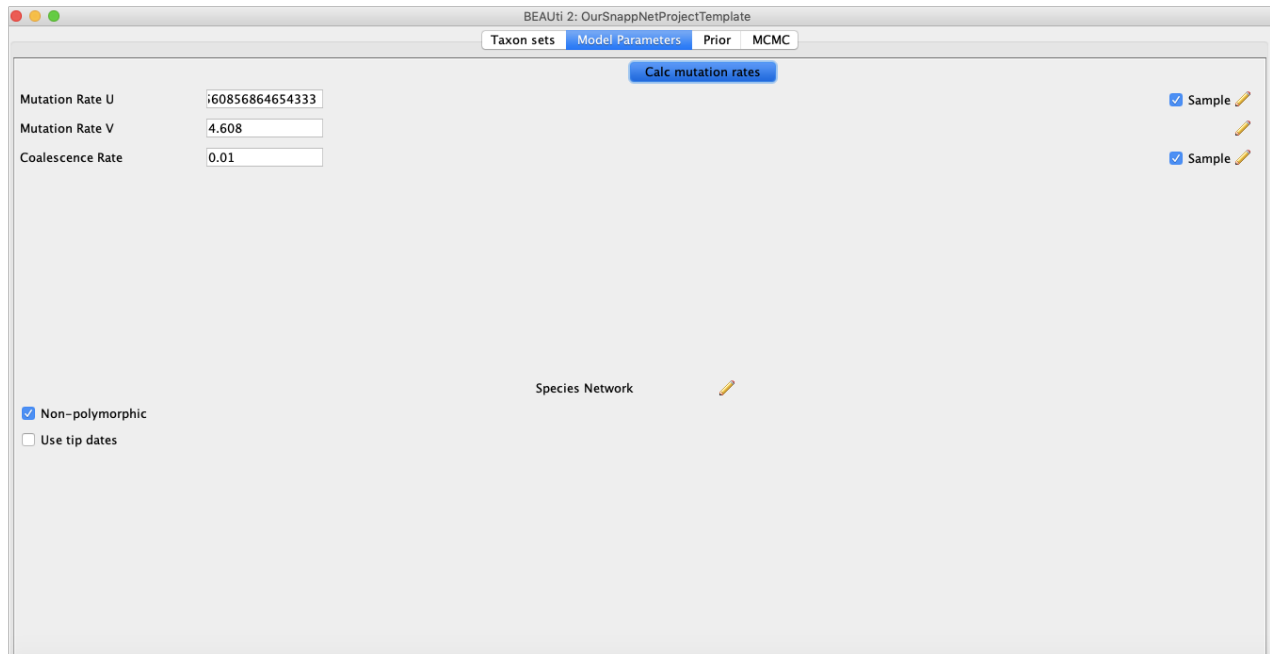 BEAUti 2: OurSnappNetProjectTemplate
Taxon sets Model Parameters Prior MCMC
Calc mutation rates
Mutation Rate U 560856864654333 Sample
Mutation Rate V 4.608
Coalescence Rate 0.01 Sample
Species Network
Non-polymorphic
Use tip dates